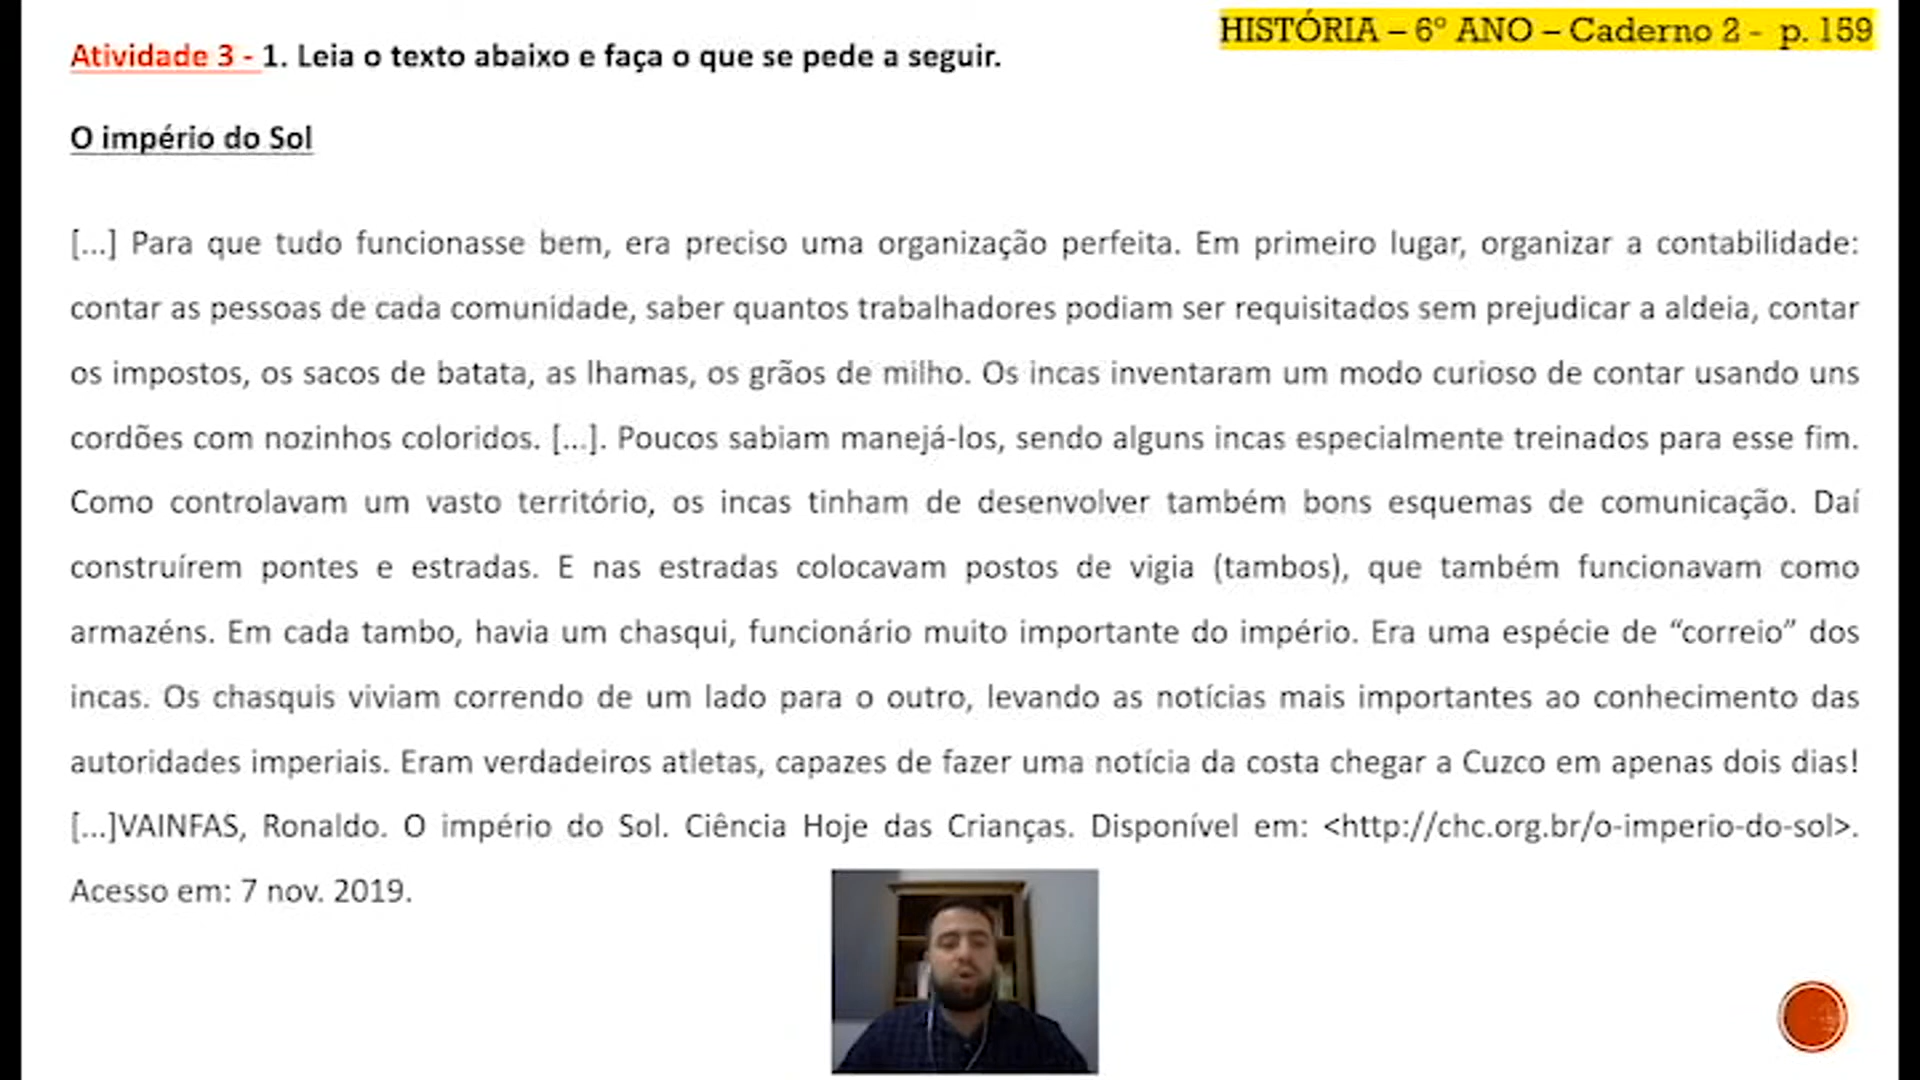 HISTÓRIA – 6º ANO – Caderno 2 - p. 159
Atividade 3 - 1. Leia o texto abaixo e faça o que se pede a seguir.
O império do Sol
[...] Para que tudo funcionasse bem, era preciso uma organização perfeita. Em primeiro lugar, organizar a contabilidade:
contar as pessoas de cada comunidade, saber quantos trabalhadores podiam ser requisitados sem prejudicar a aldeia, contar
os impostos, os sacos de batata, as lhamas, os grãos de milho. Os incas inventaram um modo curioso de contar usando uns
cordões com nozinhos coloridos. [...]. Poucos sabiam manejá-los, sendo alguns incas especialmente treinados para esse fim.
Como controlavam um vasto território, os incas tinham de desenvolver também bons esquemas de comunicação. Daí
construírem pontes e estradas. E nas estradas colocavam postos de vigia (tambos), que também funcionavam como
armazéns. Em cada tambo, havia um chasqui, funcionário muito importante do império. Era uma espécie de “correio” dos
incas. Os chasquis viviam correndo de um lado para o outro, levando as notícias mais importantes ao conhecimento das
autoridades imperiais. Eram verdadeiros atletas, capazes de fazer uma notícia da costa chegar a Cuzco em apenas dois dias!
[...]VAINFAS, Ronaldo. O império do Sol. Ciência Hoje das Crianças. Disponível em: <http://chc.org.br/o-imperio-do-sol>.
Acesso em: 7 nov. 2019.